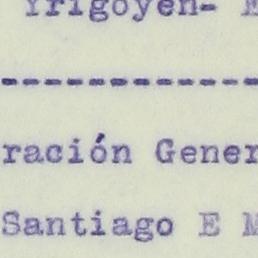 Yrigoyen-
----------
ración Gener
Santiago E M